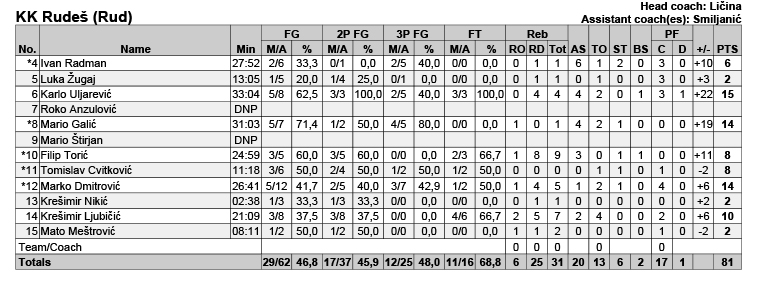 KK Rudeš (Rud)
Head coach: Ličina
Assistant coach(es): Smiljanić
FG 2P FG 3P FG FT Reb PF
No. Name Min M/A % M/A % M/A % M/A % RO RD Tot AS TO ST BS C D +/- PTS
*4 Ivan Radman 27:52 2/6 33,3 0/1 0,0 2/5 40,0 0/0 0,0 0 1 1 6 1 2 0 3 0 +10 6
5 Luka Žugaj 13:05 1/5 20,0 1/4 25,0 0/1 0,0 0/0 0,0 0 1 1 0 1 0 0 3 0 +3 2
6 Karlo Uljarević 33:04 5/8 62,5 3/3 100,0 2/5 40,0 3/3 100,0 0 4 4 4 2 0 1 3 1 +22 15
7 Roko Anzulović DNP
*8 Mario Galić 31:03 5/7 71,4 1/2 50,0 4/5 80,0 0/0 0,0 1 0 1 4 2 1 0 0 0 +19 14
9 Mario Štirjan DNP
*10 Filip Torić 24:59 3/5 60,0 3/5 60,0 0/0 0,0 2/3 66,7 1 8 9 3 0 1 1 0 0 +11 8
*11 Tomislav Cvitković 11:18 3/6 50,0 2/4 50,0 1/2 50,0 1/2 50,0 1 0 1 0 1 0 0 1 0 -2 8
*12 Marko Dmitrović 26:41 5/12 41,7 2/5 40,0 3/7 42,9 1/2 50,0 1 4 5 1 2 1 0 4 0 +6 14
13 Krešimir Nikić 02:38 1/3 33,3 1/3 33,3 0/0 0,0 0/0 0,0 0 0 0 0 0 0 0 0 0 +2 2
14 Krešimir Ljubičić 21:09 3/8 37,5 3/8 37,5 0/0 0,0 4/6 66,7 2 5 7 2 4 0 0 2 0 +6 10
15 Mato Meštrović 08:11 1/2 50,0 1/2 50,0 0/0 0,0 0/0 0,0 0 1 2 0 0 1 0 1 0 -2 2
Team/Coach 0 0 0 0 0
Totals 29/62 46,8 17/37 45,9 12/25 48,0 11/16 68,8 6 25 31 20 13 6 2 17 1 81